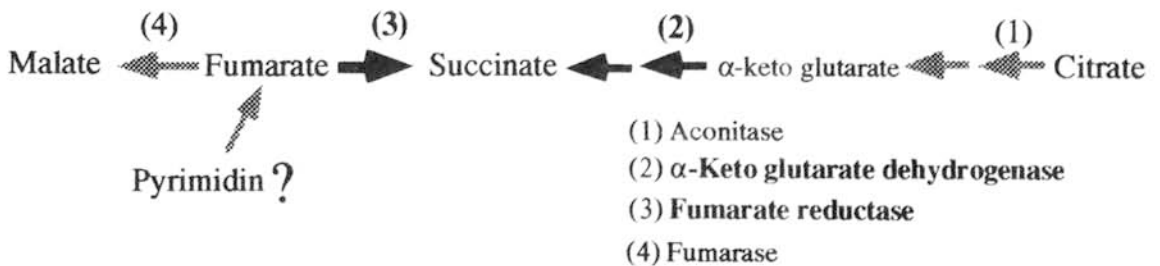 (4) (3) (2) (1)
Malate Fumarate Succinate α-keto glutarate Citrate
Pyrimidin ?
(1) Aconitase
(2) α-Keto glutarate dehydrogenase
(3) Fumarate reductase
(4) Fumarase